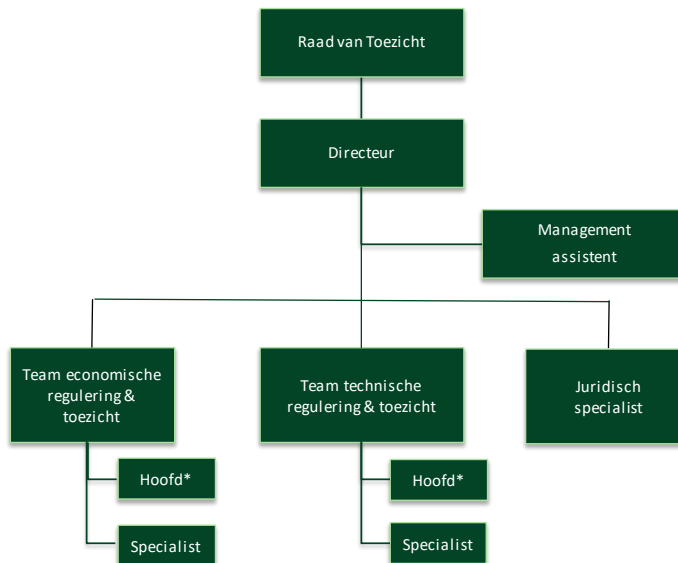 Raad van Toezicht
Directeur
Management
assistent
Team economische
regulering &
toezicht
Team technische
regulering & toezicht
Juridisch
specialist
Hoofd*
Hoofd*
Specialist
Specialist